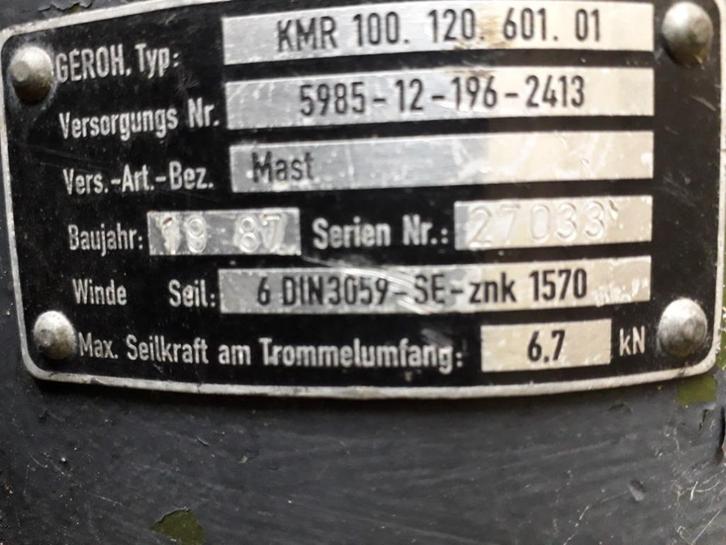 GEROH. Typ: KMR 100. 120. 601. 01
Versorgungs Nr. 5985-12-196-2413
Vers.-Art.-Bez. Mast
Baujahr: 19 87 Serien Nr.: 27033
Winde Seil: 6 DIN3059-SE-znk 1570
Max. Seilkraft am Trommelumfang: 6.7 kN